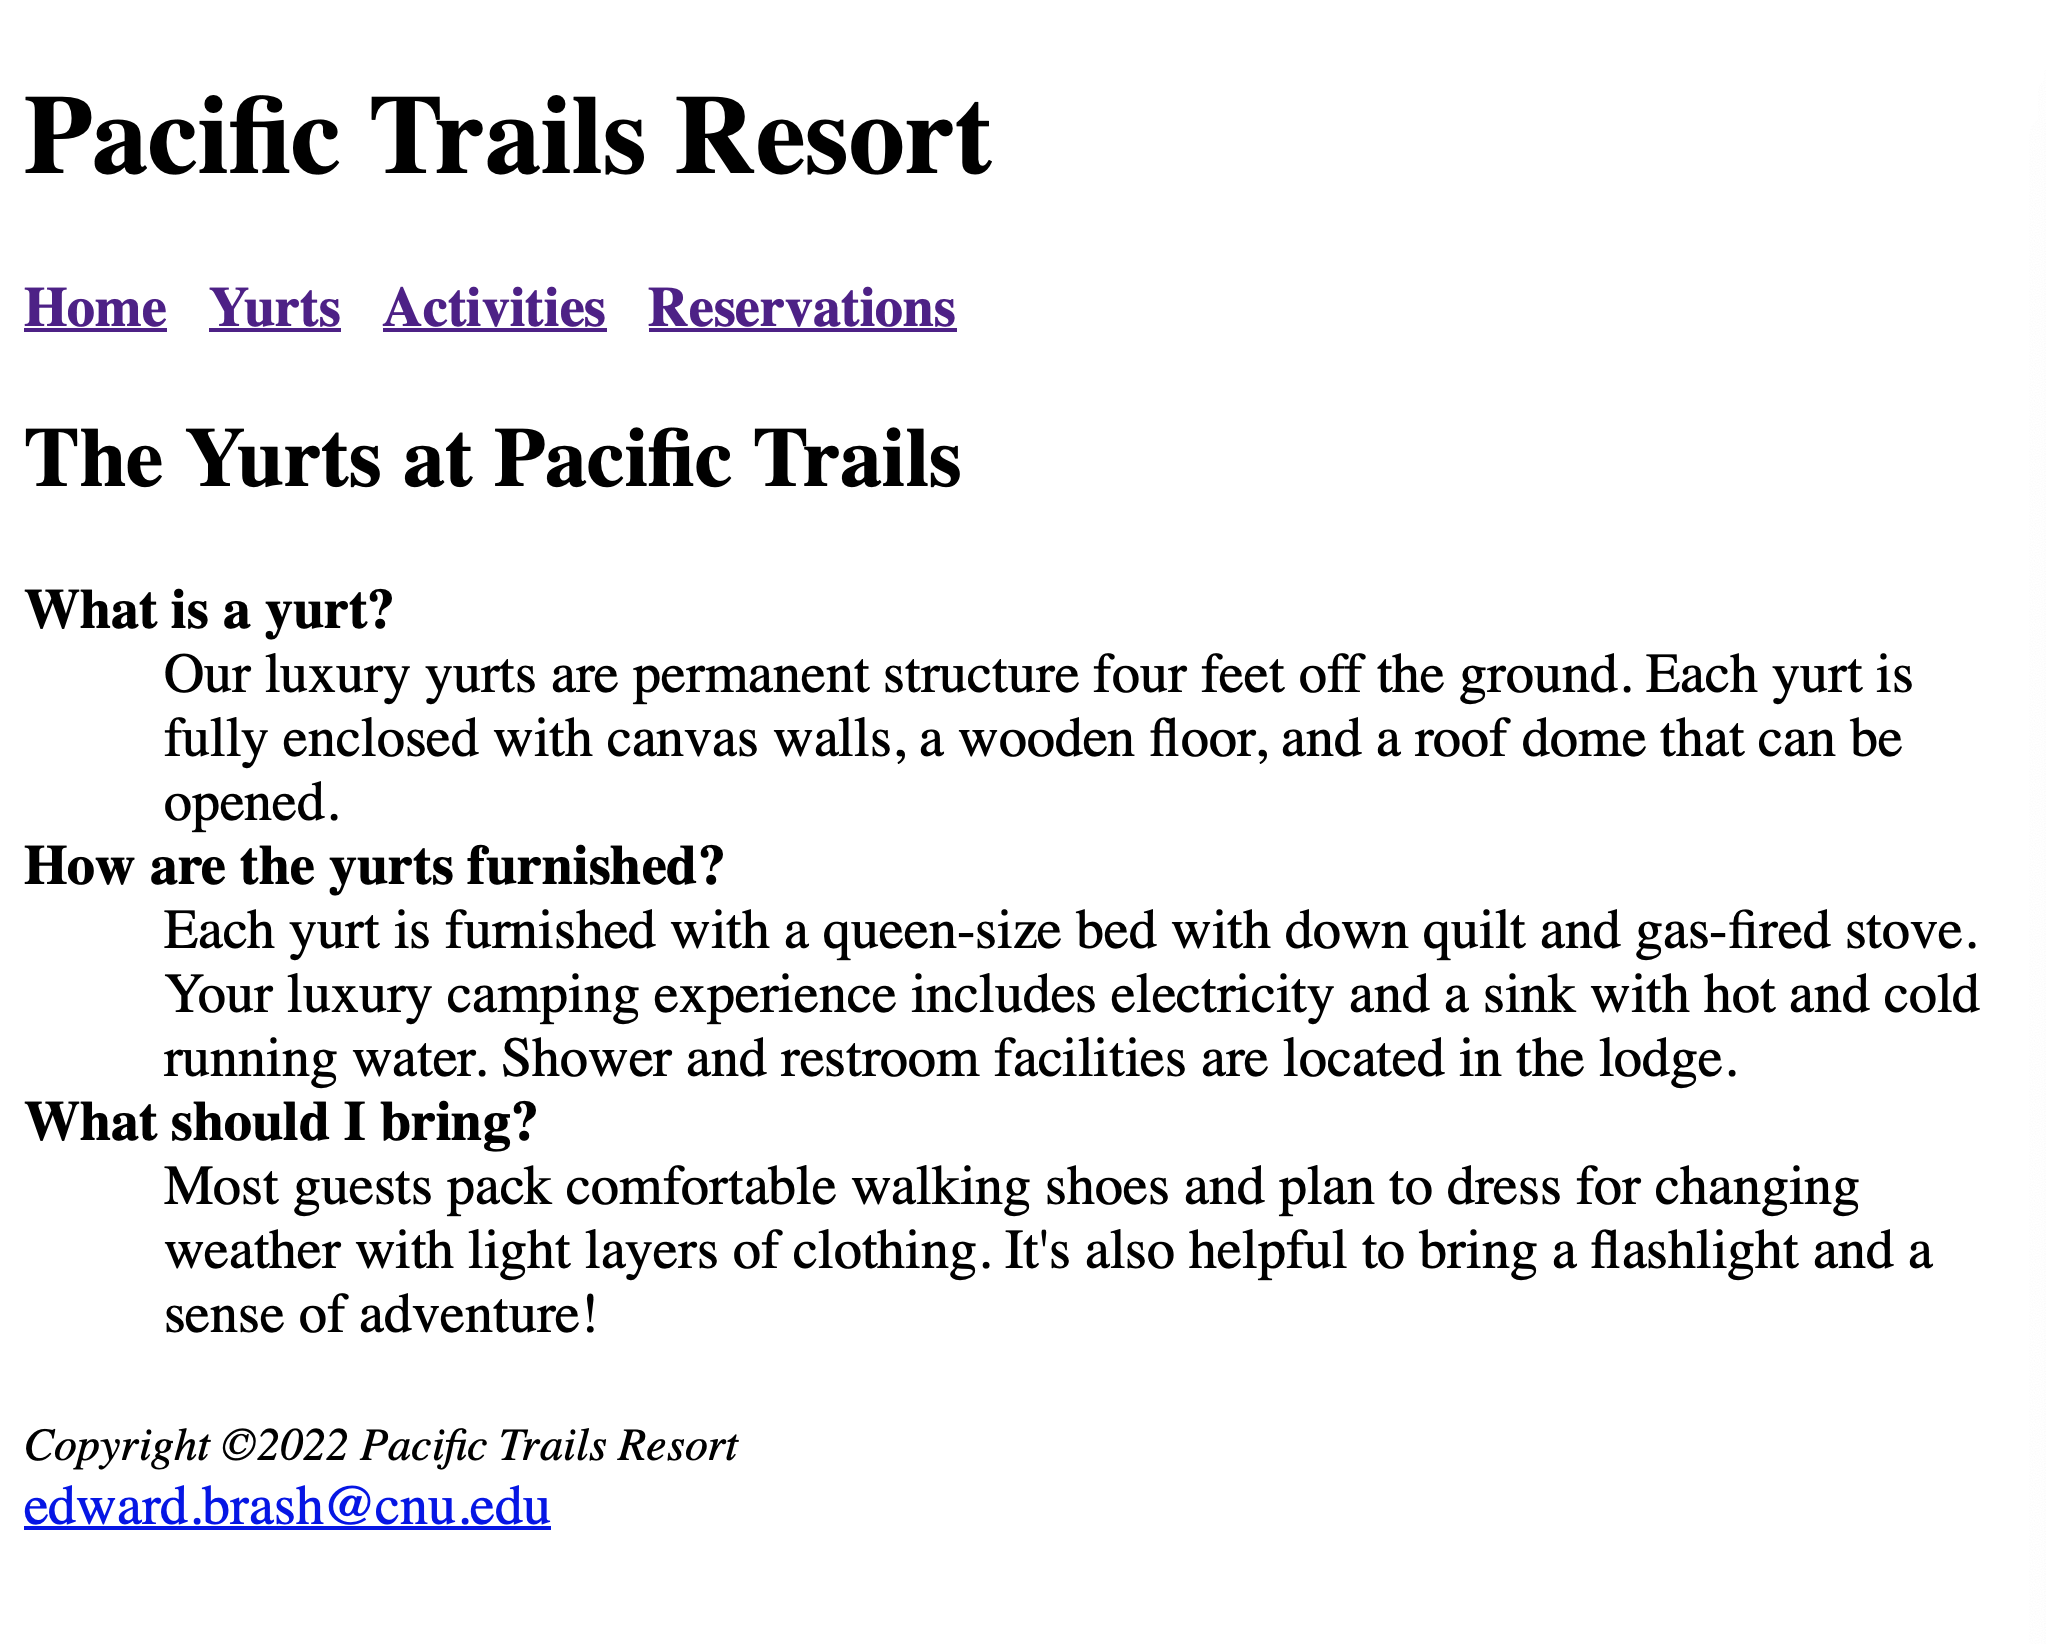 Pacific Trails Resort
Home Yurts Activities Reservations
The Yurts at Pacific Trails
What is a yurt?
Our luxury yurts are permanent structure four feet off the ground. Each yurt is
fully enclosed with canvas walls, a wooden floor, and a roof dome that can be
opened.
How are the yurts furnished?
Each yurt is furnished with a queen-size bed with down quilt and gas-fired stove.
Your luxury camping experience includes electricity and a sink with hot and cold
running water. Shower and restroom facilities are located in the lodge.
What should I bring?
Most guests pack comfortable walking shoes and plan to dress for changing
weather with light layers of clothing. It's also helpful to bring a flashlight and a
sense of adventure!
Copyright ©2022 Pacific Trails Resort
edward.brash@cnu.edu